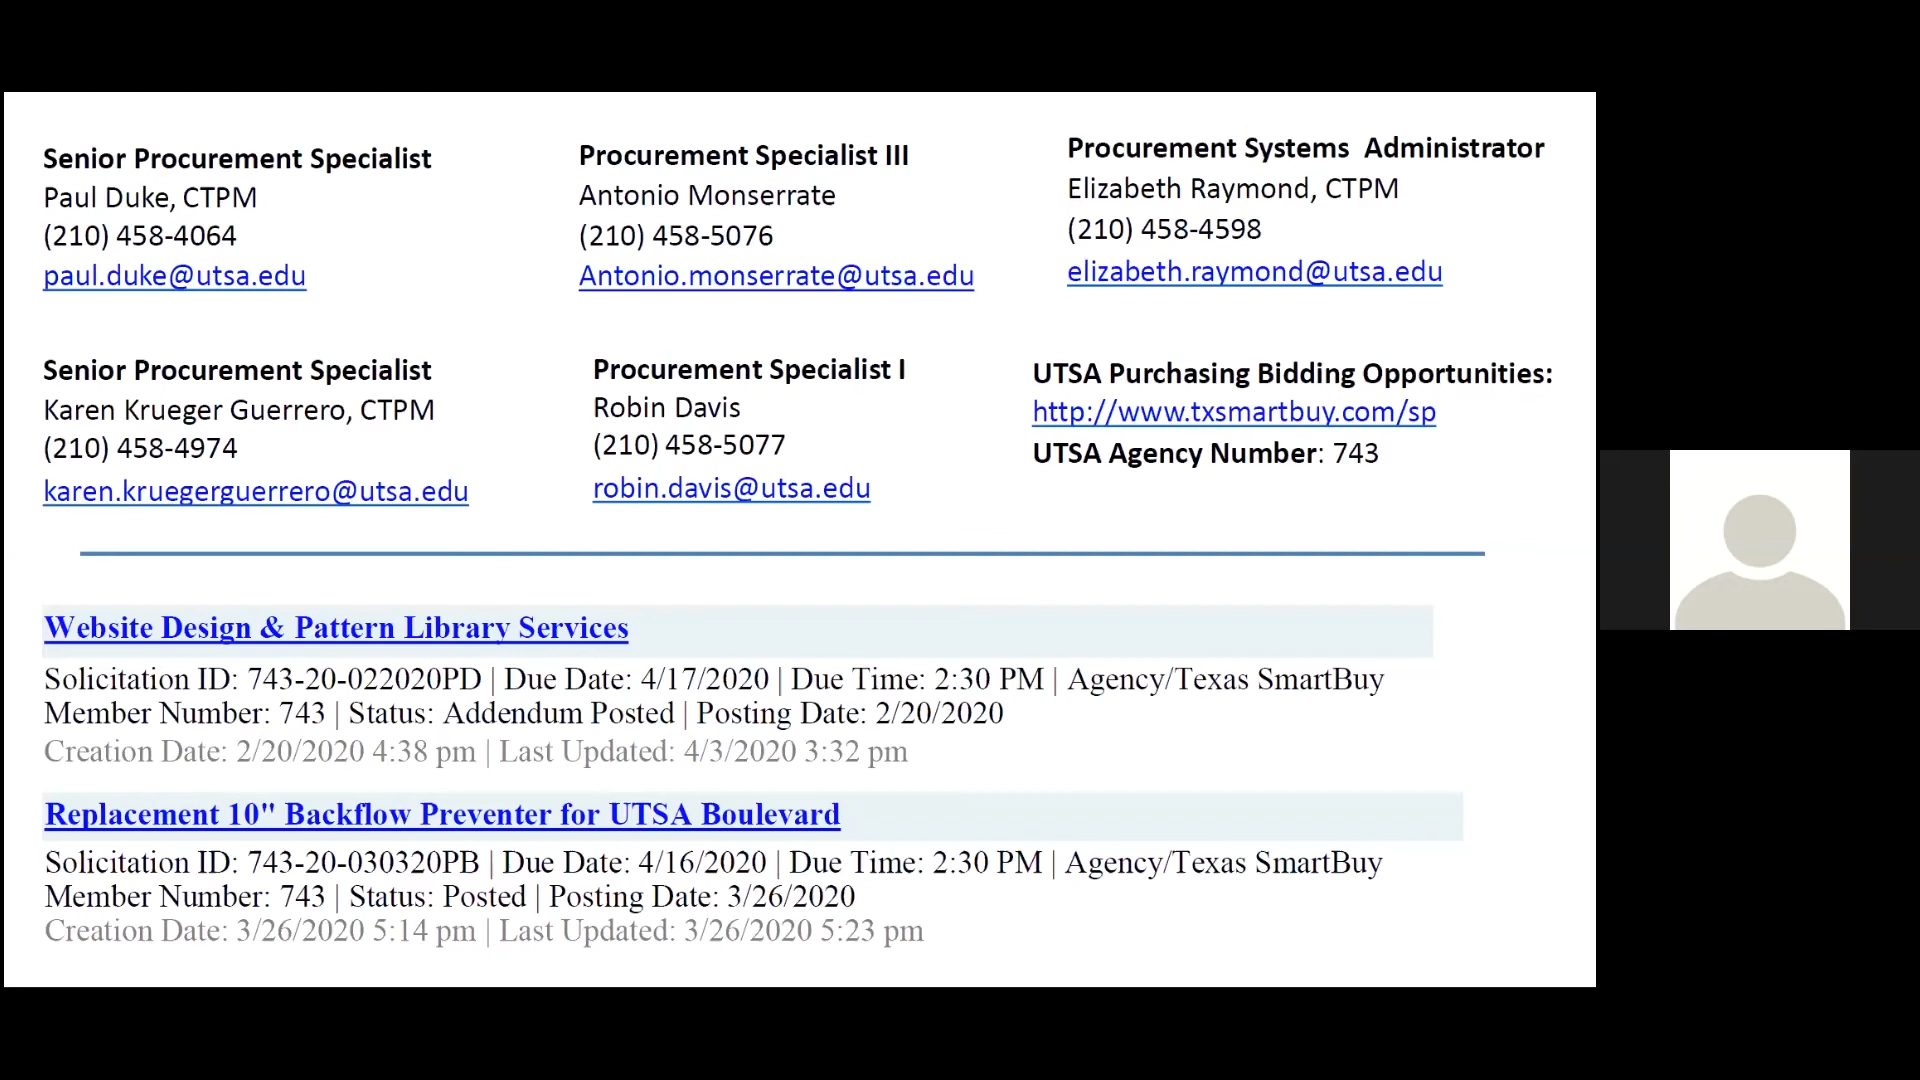 Senior Procurement Specialist
Paul Duke, CTPM
(210) 458-4064
paul.duke@utsa.edu
Procurement Specialist III
Antonio Monserrate
(210) 458-5076
Antonio.monserrate@utsa.edu
Procurement Systems  Administrator
Elizabeth Raymond, CTPM
(210) 458-4598
elizabeth.raymond@utsa.edu
Senior Procurement Specialist
Karen Krueger Guerrero, CTPM
(210) 458-4974
karen.kruegerguerrero@utsa.edu
Procurement Specialist I
Robin Davis
(210) 458-5077
robin.davis@utsa.edu
UTSA Purchasing Bidding Opportunities:
http://www.txsmartbuy.com/sp
UTSA Agency Number: 743
Website Design & Pattern Library Services
Solicitation ID: 743-20-022020PD | Due Date: 4/17/2020 | Due Time: 2:30 PM | Agency/Texas SmartBuy
Member Number: 743 | Status: Addendum Posted | Posting Date: 2/20/2020
Creation Date: 2/20/2020 4:38 pm | Last Updated: 4/3/2020 3:32 pm
Replacement 10" Backflow Preventer for UTSA Boulevard
Solicitation ID: 743-20-030320PB | Due Date: 4/16/2020 | Due Time: 2:30 PM | Agency/Texas SmartBuy
Member Number: 743 | Status: Posted | Posting Date: 3/26/2020
Creation Date: 3/26/2020 5:14 pm | Last Updated: 3/26/2020 5:23 pm